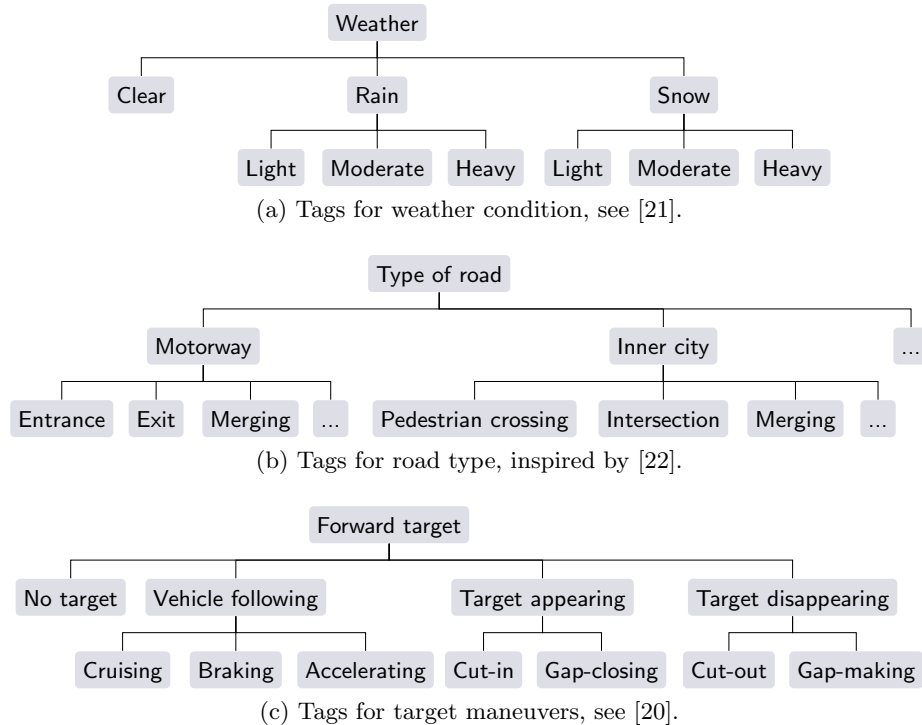 Weather
Clear Rain Snow
Light Moderate Heavy Light Moderate Heavy
(a) Tags for weather condition, see [21].
Type of road
Motorway Inner city ...
Entrance Exit Merging ... Pedestrian crossing Intersection Merging ...
(b) Tags for road type, inspired by [22].
Forward target
No target Vehicle following Target appearing Target disappearing
Cruising Braking Accelerating Cut-in Gap-closing Cut-out Gap-making
(c) Tags for target maneuvers, see [20].